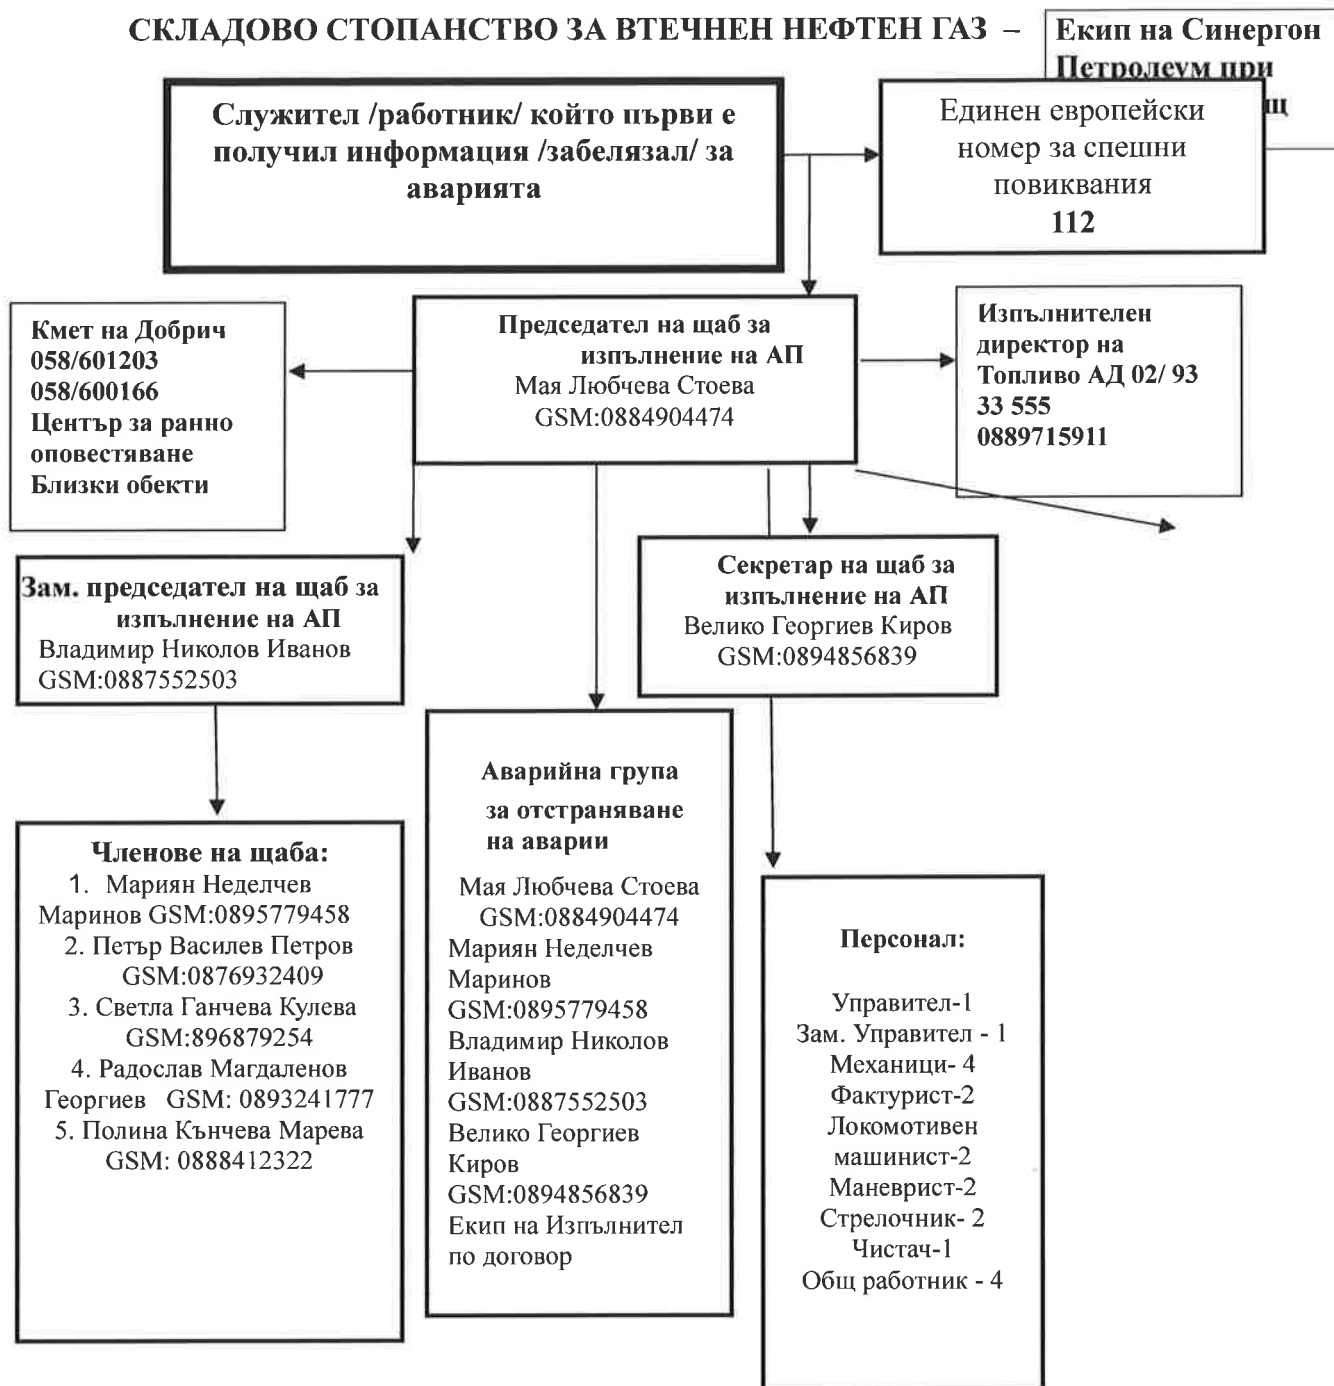 СКЛАДОВО СТОПАНСТВО ЗА ВТЕЧНЕН НЕФТЕН ГАЗ –
Екип на Синергон
Петролеум при
щ
Служител /работник/ който първи е
получил информация /забелязал/ за
аварията
Единен европейски
номер за спешни
повиквания
112
Кмет на Добрич
058/601203
058/600166
Център за ранно
оповестяване
Близки обекти
Председател на щаб за
изпълнение на АП
Мая Любчева Стоева
GSM:0884904474
Изпълнителен
директор на
Топливо АД 02/ 93
33 555
0889715911
Зам. председател на щаб за
изпълнение на АП
Владимир Николов Иванов
GSM:0887552503
Секретар на щаб за
изпълнение на АП
Велико Георгиев Киров
GSM:0894856839
Членове на щаба:
1. Мариян Неделчев
Маринов GSM:0895779458
2. Петър Василев Петров
GSM:0876932409
3. Светла Ганчева Кулева
GSM:896879254
4. Радослав Магдаленов
Георгиев GSM: 0893241777
5. Полина Кънчева Марева
GSM: 0888412322
Аварийна група
за отстраняване
на аварии
Мая Любчева Стоева
GSM:0884904474
Мариян Неделчев
Маринов
GSM:0895779458
Владимир Николов
Иванов
GSM:0887552503
Велико Георгиев
Киров
GSM:0894856839
Екип на Изпълнител
по договор
Персонал:
Управител-1
Зам. Управител - 1
Механици- 4
Фактурист-2
Локомотивен
машинист-2
Маневрист-2
Стрелочник- 2
Чистач-1
Общ работник - 4